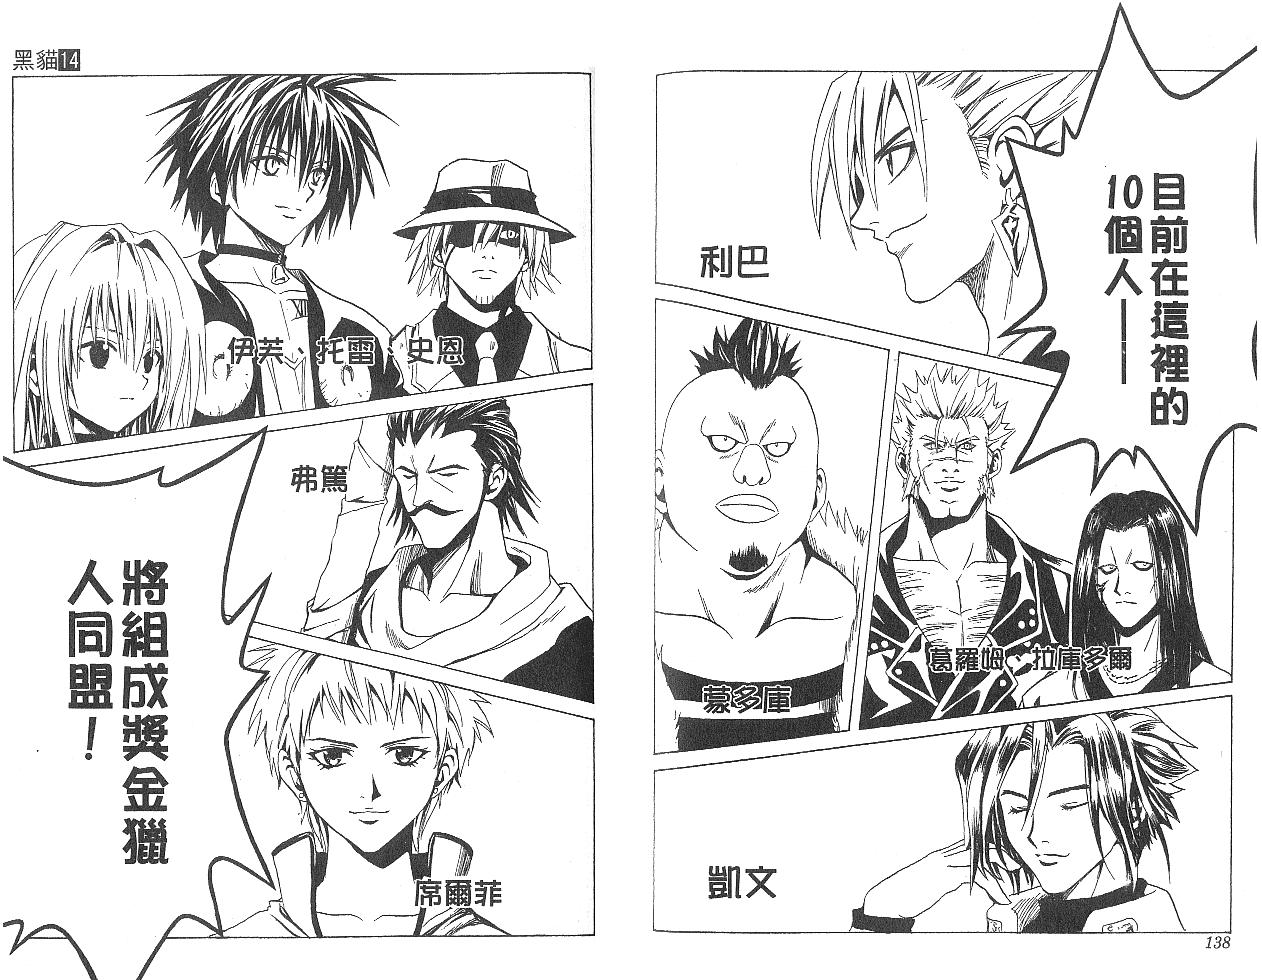 目前在這裡的
10個人——
利巴
蒙多庫
葛羅姆、拉庫多爾
凱文
138
黑貓14
伊芙、托雷、史恩
弗篤
席爾菲
將組成獎金獵
人同盟！